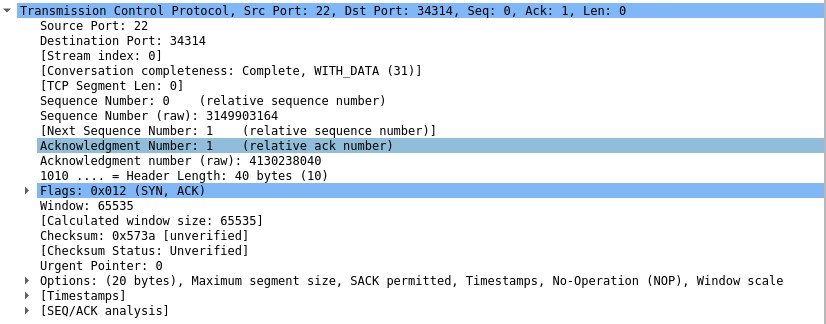 Transmission Control Protocol, Src Port: 22, Dst Port: 34314, Seq: 0, Ack: 1, Len: 0
Source Port: 22
Destination Port: 34314
[Stream index: 0]
[Conversation completeness: Complete, WITH_DATA (31)]
[TCP Segment Len: 0]
Sequence Number: 0    (relative sequence number)
Sequence Number (raw): 3149903164
[Next Sequence Number: 1    (relative sequence number)]
Acknowledgment Number: 1    (relative ack number)
Acknowledgment number (raw): 4130238040
1010 .... = Header Length: 40 bytes (10)
Flags: 0x012 (SYN, ACK)
Window: 65535
[Calculated window size: 65535]
Checksum: 0x573a [unverified]
[Checksum Status: Unverified]
Urgent Pointer: 0
Options: (20 bytes), Maximum segment size, SACK permitted, Timestamps, No-Operation (NOP), Window scale
[Timestamps]
[SEQ/ACK analysis]